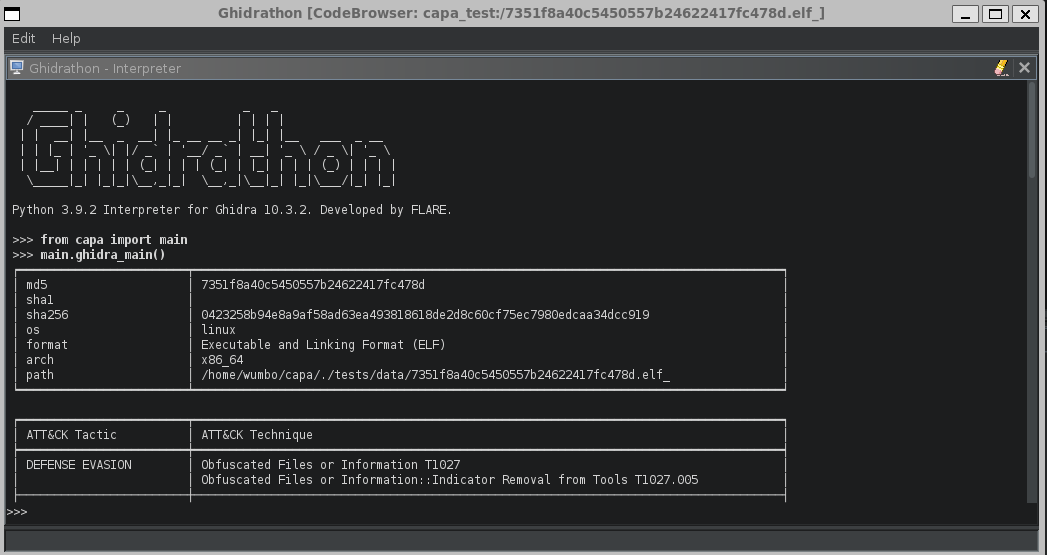 Ghidrathon [CodeBrowser: capa_test:/7351f8a40c5450557b24622417fc478d.elf_]
Edit Help
Ghidrathon - Interpreter
Ghidrathon
Python 3.9.2 Interpreter for Ghidra 10.3.2. Developed by FLARE.
>>> from capa import main
>>> main.ghidra_main()
md5 7351f8a40c5450557b24622417fc478d
sha1
sha256 0423258b94e8a9af58ad63ea493818618de2d8c60cf75ec7980edcaa34dcc919
os linux
format Executable and Linking Format (ELF)
arch x86_64
path /home/wumbo/capa/./tests/data/7351f8a40c5450557b24622417fc478d.elf_
ATT&CK Tactic ATT&CK Technique
DEFENSE EVASION Obfuscated Files or Information T1027
Obfuscated Files or Information::Indicator Removal from Tools T1027.005
>>>